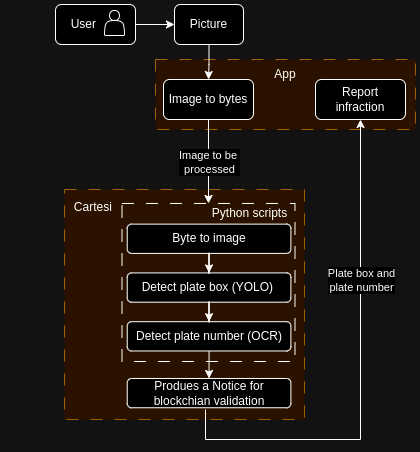 User
Picture
App
Image to bytes
Report
infraction
Image to be
processed
Cartesi
Python scripts
Byte to image
Detect plate box (YOLO)
Plate box and
plate number
Detect plate number (OCR)
Produes a Notice for
blockchian validation